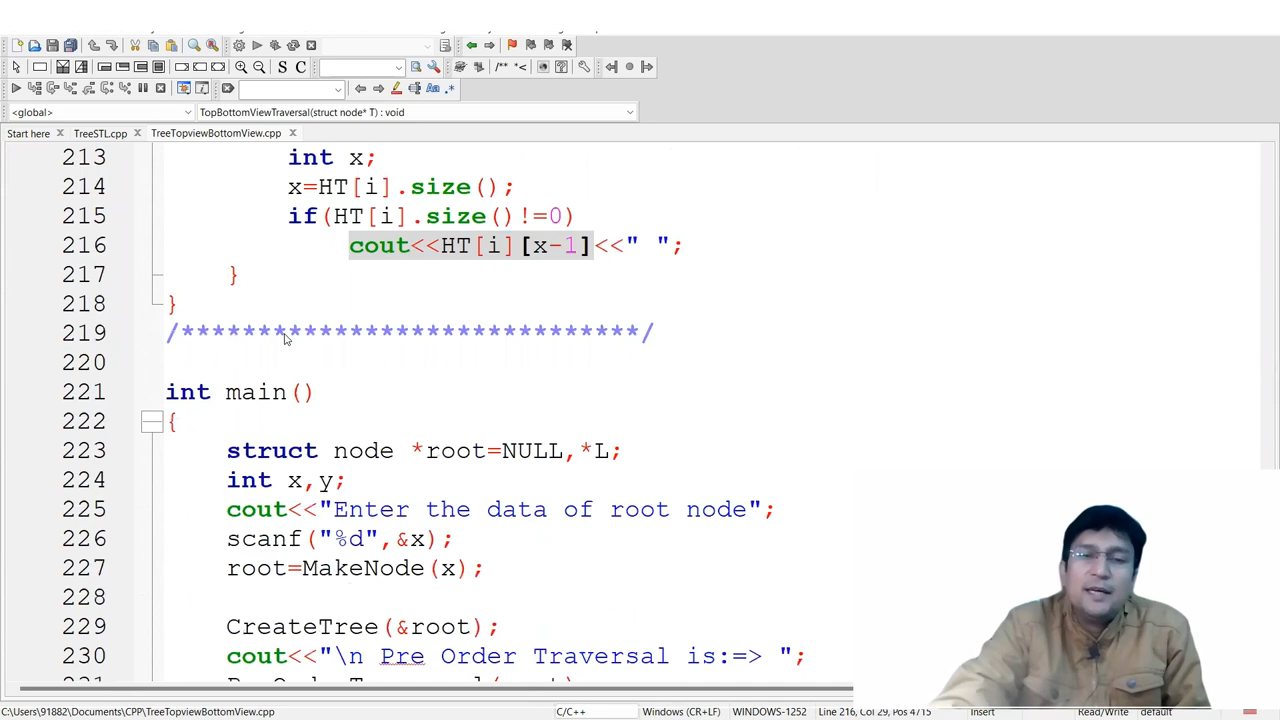 <global>
TopBottomViewTraversal(struct node* T) : void
Start here
TreeSTL.cpp
TreeTopviewBottomView.cpp
213 int x;
214 x=HT[i].size();
215 if(HT[i].size()!=0)
216 cout<<HT[i][x-1]<<" ";
217 }
218 }
219 /******************************/
220
221 int main()
222 {
223 struct node *root=NULL,*L;
224 int x,y;
225 cout<<"Enter the data of root node";
226 scanf("%d",&x);
227 root=MakeNode(x);
228
229 CreateTree(&root);
230 cout<<"\n Pre Order Traversal is:=> ";
C:\Users\91882\Documents\CPP\TreeTopviewBottomView.cpp
C/C++
Windows (CR+LF)
WINDOWS-1252
Line 216, Col 29, Pos 4715
Insert
Read/Write
default